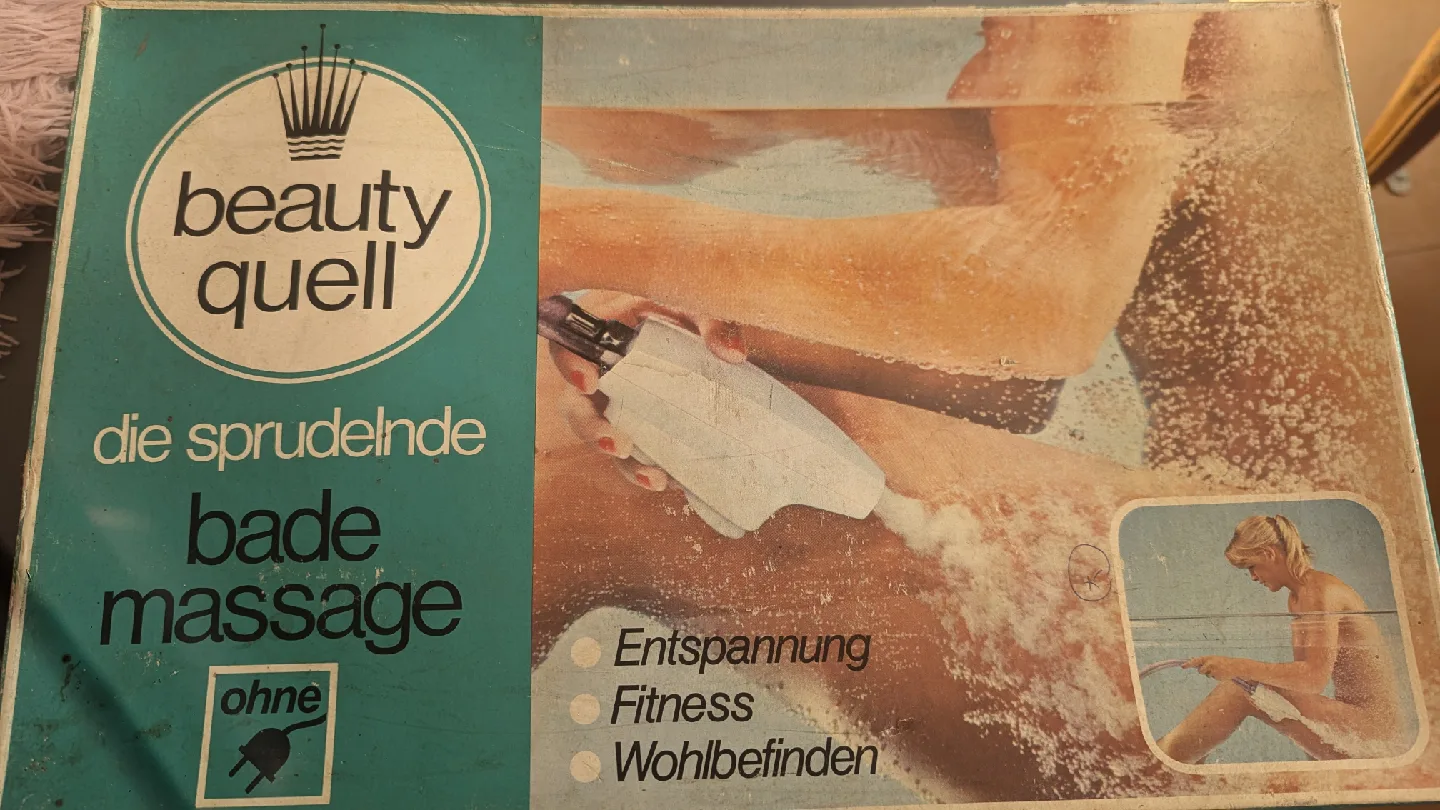 beauty
quell
die sprudelnde
bade
massage
ohne
Entspannung
Fitness
Wohlbefinden